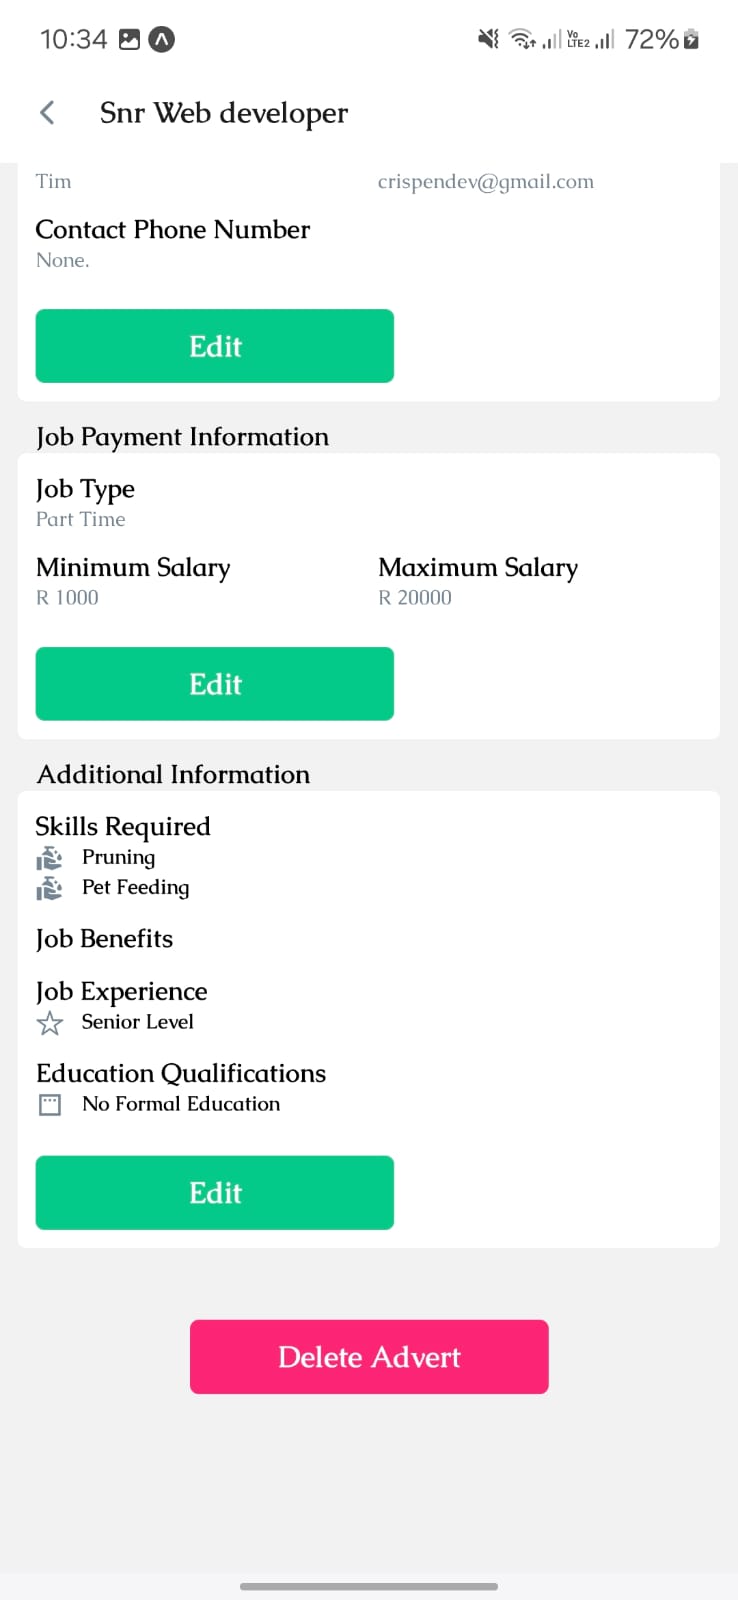 10:34 Vo LTE2 72%
Snr Web developer
Tim crispendev@gmail.com
Contact Phone Number
None.
Edit
Job Payment Information
Job Type
Part Time
Minimum Salary Maximum Salary
R 1000 R 20000
Edit
Additional Information
Skills Required
Pruning
Pet Feeding
Job Benefits
Job Experience
Senior Level
Education Qualifications
No Formal Education
Edit
Delete Advert